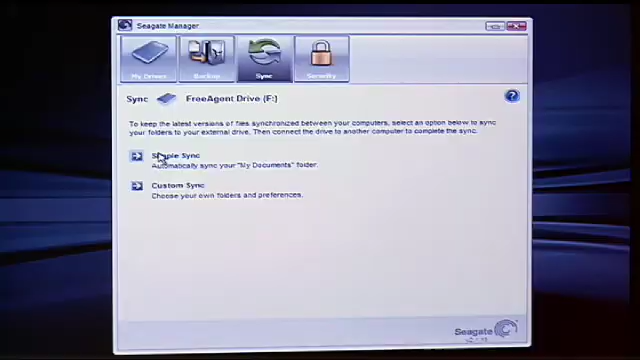 Seagate Manager
My Drives
Backup
Sync
Security
Sync FreeAgent Drive (F:)
?
To keep the latest versions of files synchronized between your computers, select an option below to sync
your folders to your external drive. Then connect the drive to another computer to complete the sync.
Simple Sync
Automatically sync your "My Documents" folder.
Custom Sync
Choose your own folders and preferences.
Seagate